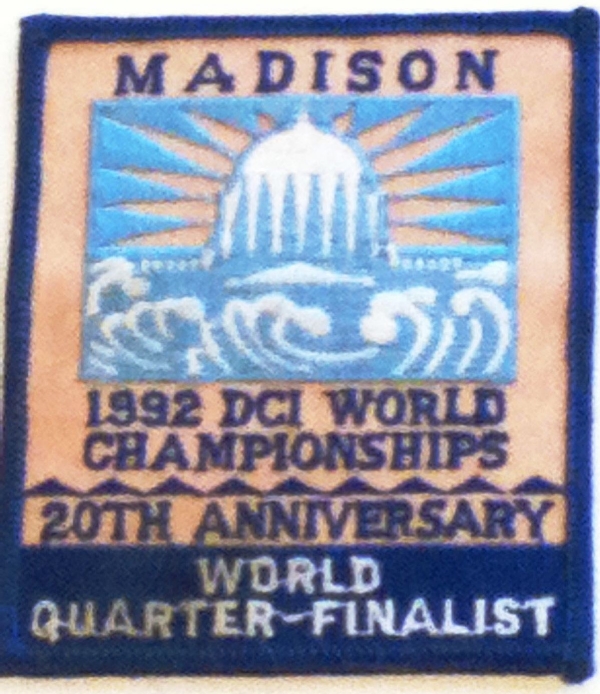 MADISON
1992 DCI WORLD
CHAMPIONSHIPS
20TH ANNIVERSARY
WORLD
QUARTER-FINALIST